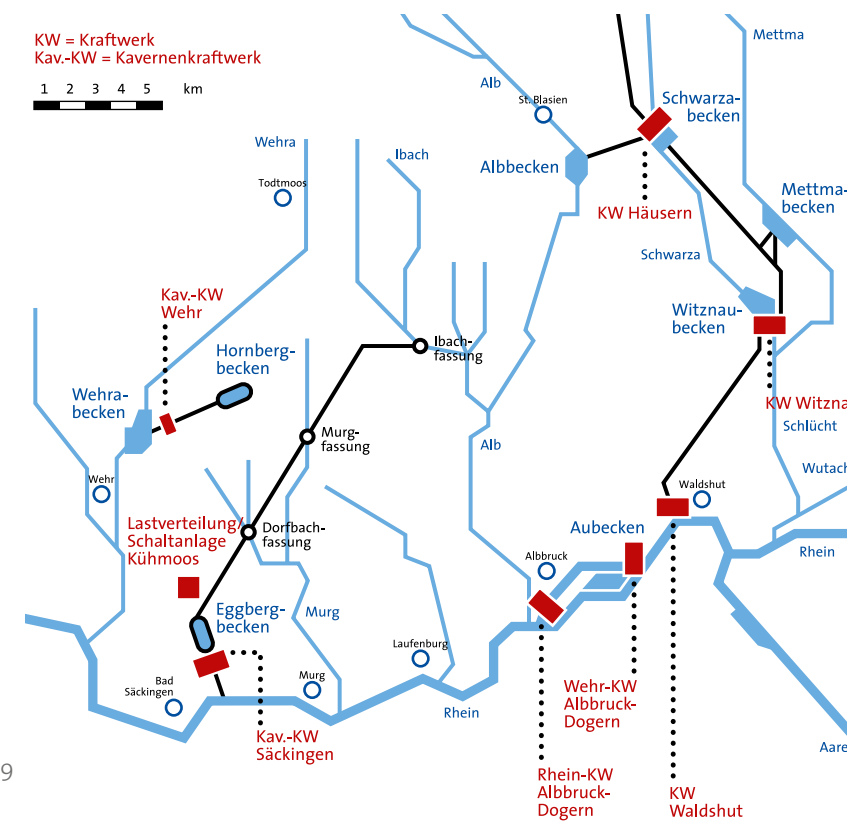 KW = Kraftwerk
Kav.-KW = Kavernenkraftwerk
1 2 3 4 5 km
Mettma
Alb
St. Blasien
Schwarza-
becken
Wehra
Ibach
Albbecken
Todtmoos
Mettma-
becken
KW Häusern
Schwarza
Kav.-KW
Wehr
Witznau-
becken
Hornberg-
becken
Ibach-
fassung
Wehra-
becken
KW Witzna
Murg-
fassung
Alb
Schlücht
Wehr
Wutach
Waldshut
Lastverteilung/
Schaltanlage
Kühmoos
Dorfbach-
fassung
Aubecken
Albbruck
Rhein
Eggberg-
becken
Murg
Laufenburg
Bad
Säckingen
Murg
Rhein
Wehr-KW
Albbruck-
Dogern
Kav.-KW
Säckingen
Aare
9
Rhein-KW
Albbruck-
Dogern
KW
Waldshut